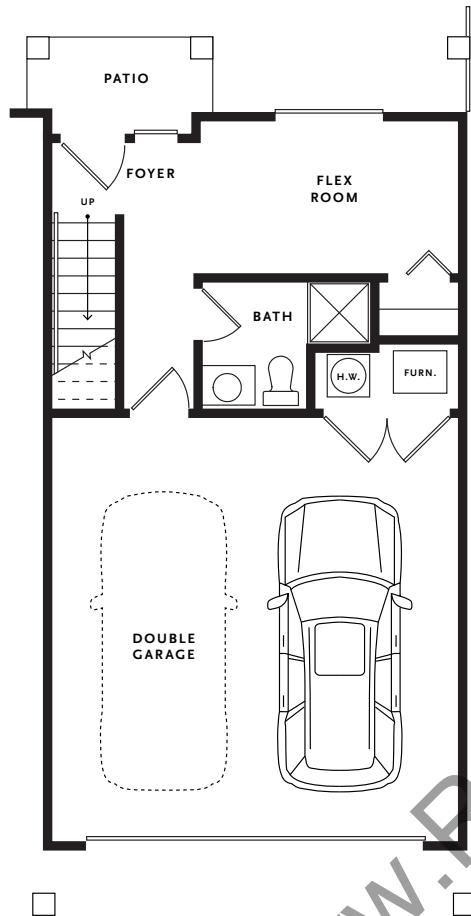 PATIO
FOYER
FLEX
ROOM
UP
BATH
H.W.
FURN.
DOUBLE
GARAGE
w.R